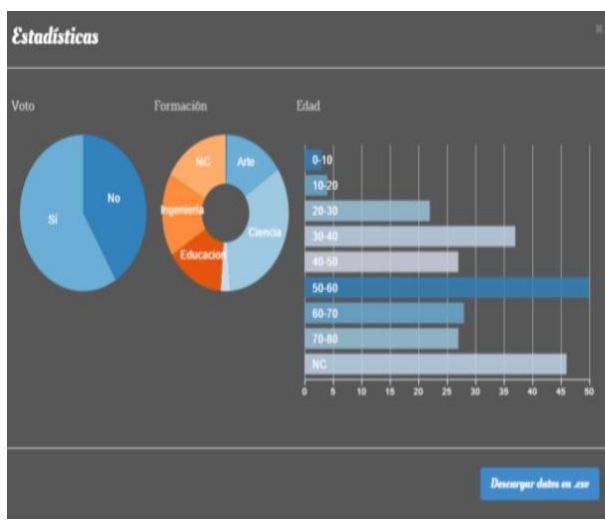 Estadísticas
×
Voto
Formación
Edad
No
Sí
NC
Arte
Ingeniería
Ciencia
Educacion
0-10
10-20
20-30
30-40
40-50
50-60
60-70
70-80
NC
0 5 10 15 20 25 30 35 40 45 50
Descargar datos en .csv